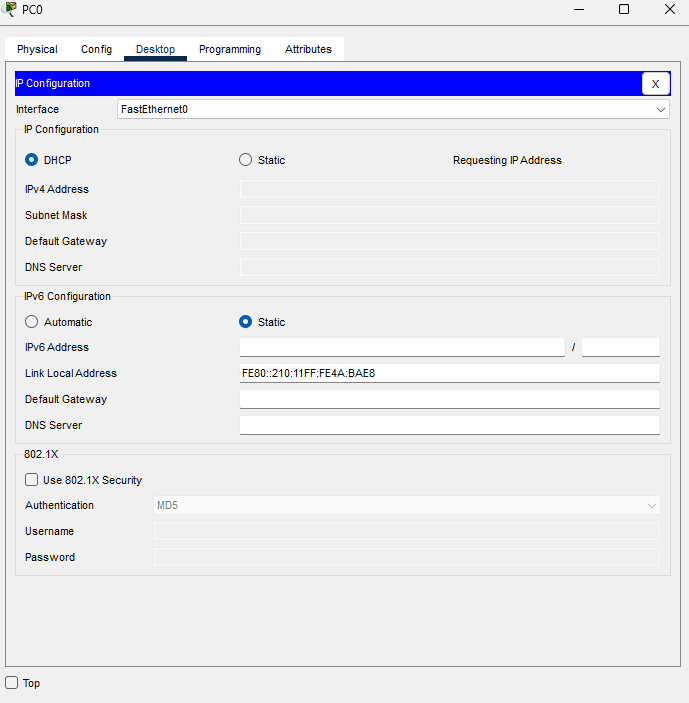 PC0
Physical Config Desktop Programming Attributes
IP Configuration X
Interface FastEthernet0
IP Configuration
DHCP Static Requesting IP Address
IPv4 Address
Subnet Mask
Default Gateway
DNS Server
IPv6 Configuration
Automatic Static
IPv6 Address /
Link Local Address FE80::210:11FF:FE4A:BAE8
Default Gateway
DNS Server
802.1X
Use 802.1X Security
Authentication MD5
Username
Password
Top